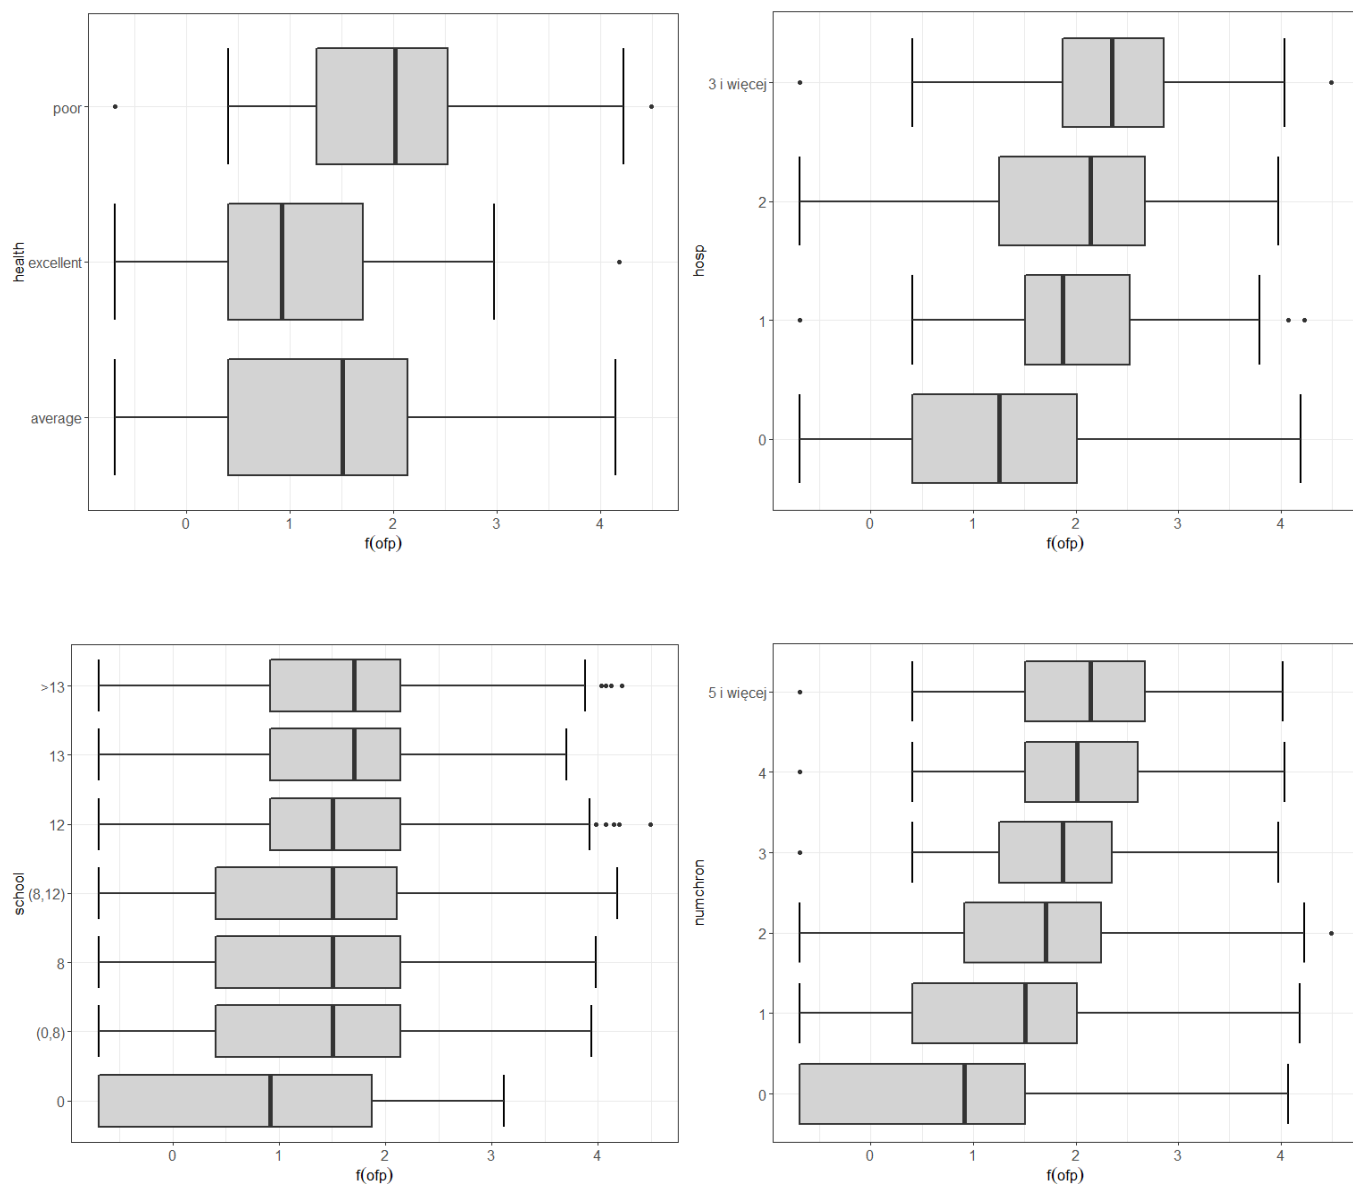 poor
excellent
average
health
0 1 2 3 4
f(ofp)
3 i więcej
2
1
0
hosp
0 1 2 3 4
f(ofp)
>13
13
12
(8,12)
8
(0,8)
0
school
0 1 2 3 4
f(ofp)
5 i więcej
4
3
2
1
0
numchron
0 1 2 3 4
f(ofp)